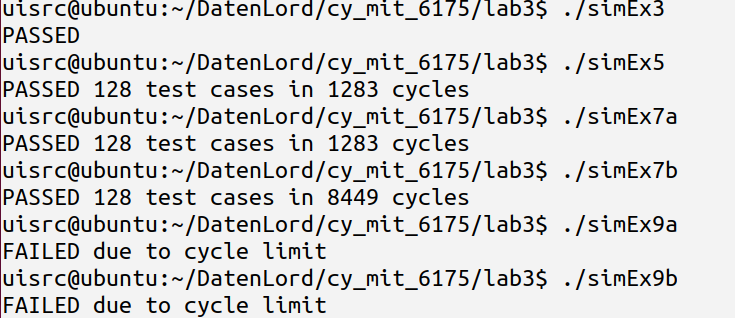 uisrc@ubuntu:~/DatenLord/cy_mit_6175/lab3$ ./simEx3
PASSED
uisrc@ubuntu:~/DatenLord/cy_mit_6175/lab3$ ./simEx5
PASSED 128 test cases in 1283 cycles
uisrc@ubuntu:~/DatenLord/cy_mit_6175/lab3$ ./simEx7a
PASSED 128 test cases in 1283 cycles
uisrc@ubuntu:~/DatenLord/cy_mit_6175/lab3$ ./simEx7b
PASSED 128 test cases in 8449 cycles
uisrc@ubuntu:~/DatenLord/cy_mit_6175/lab3$ ./simEx9a
FAILED due to cycle limit
uisrc@ubuntu:~/DatenLord/cy_mit_6175/lab3$ ./simEx9b
FAILED due to cycle limit